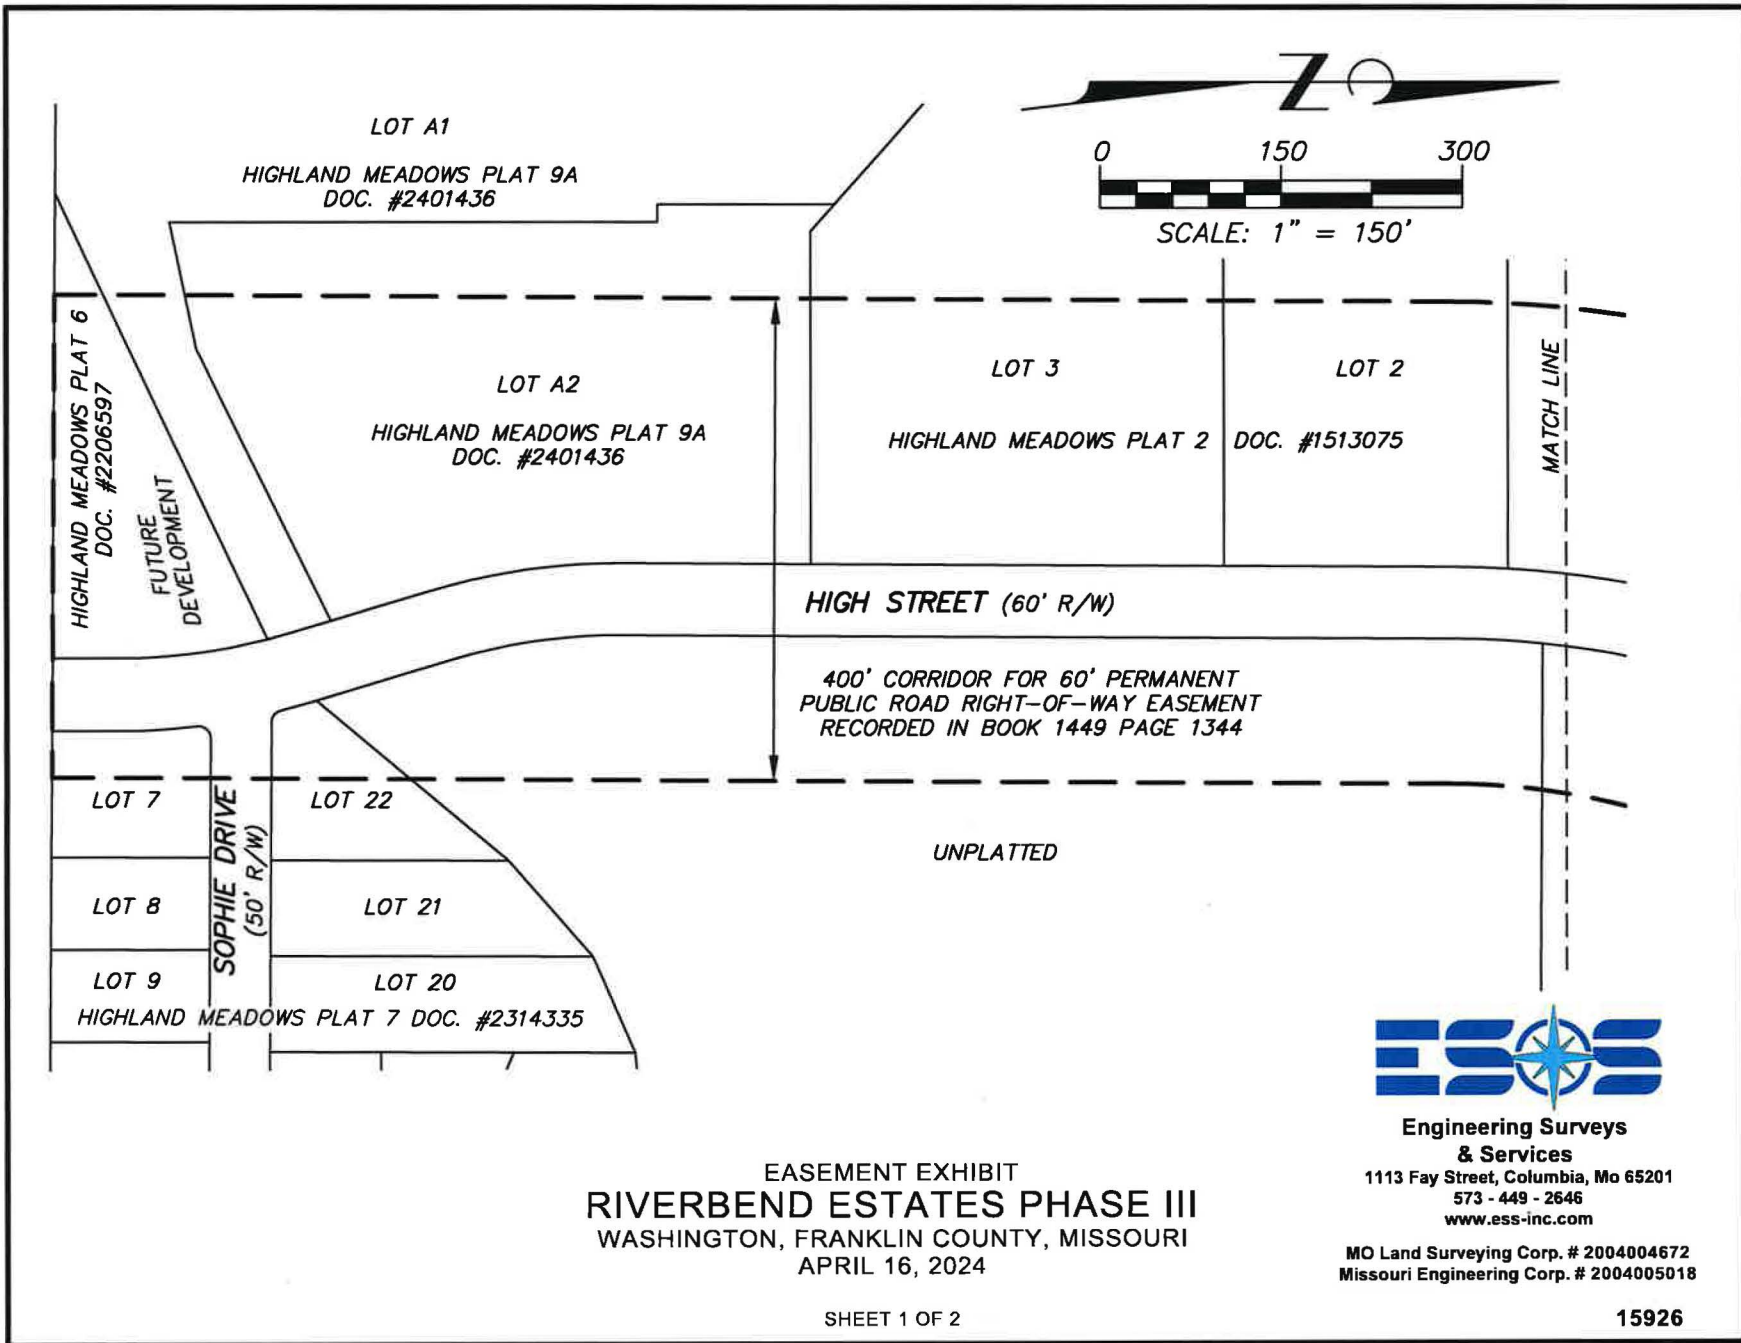 LOT A1
HIGHLAND MEADOWS PLAT 9A
DOC. #2401436
0 150 300
SCALE: 1" = 150'
HIGHLAND MEADOWS PLAT 6
DOC. #2206597
FUTURE
DEVELOPMENT
LOT A2
HIGHLAND MEADOWS PLAT 9A
DOC. #2401436
LOT 3
LOT 2
HIGHLAND MEADOWS PLAT 2 DOC. #1513075
MATCH LINE
HIGH STREET (60' R/W)
400' CORRIDOR FOR 60' PERMANENT
PUBLIC ROAD RIGHT-OF-WAY EASEMENT
RECORDED IN BOOK 1449 PAGE 1344
LOT 7
SOPHIE DRIVE
(50' R/W)
LOT 22
UNPLATTED
LOT 8
LOT 21
LOT 9
LOT 20
HIGHLAND MEADOWS PLAT 7 DOC. #2314335
ESS
Engineering Surveys
& Services
1113 Fay Street, Columbia, Mo 65201
573 - 449 - 2646
www.ess-inc.com
MO Land Surveying Corp. # 2004004672
Missouri Engineering Corp. # 2004005018
EASEMENT EXHIBIT
RIVERBEND ESTATES PHASE III
WASHINGTON, FRANKLIN COUNTY, MISSOURI
APRIL 16, 2024
SHEET 1 OF 2
15926